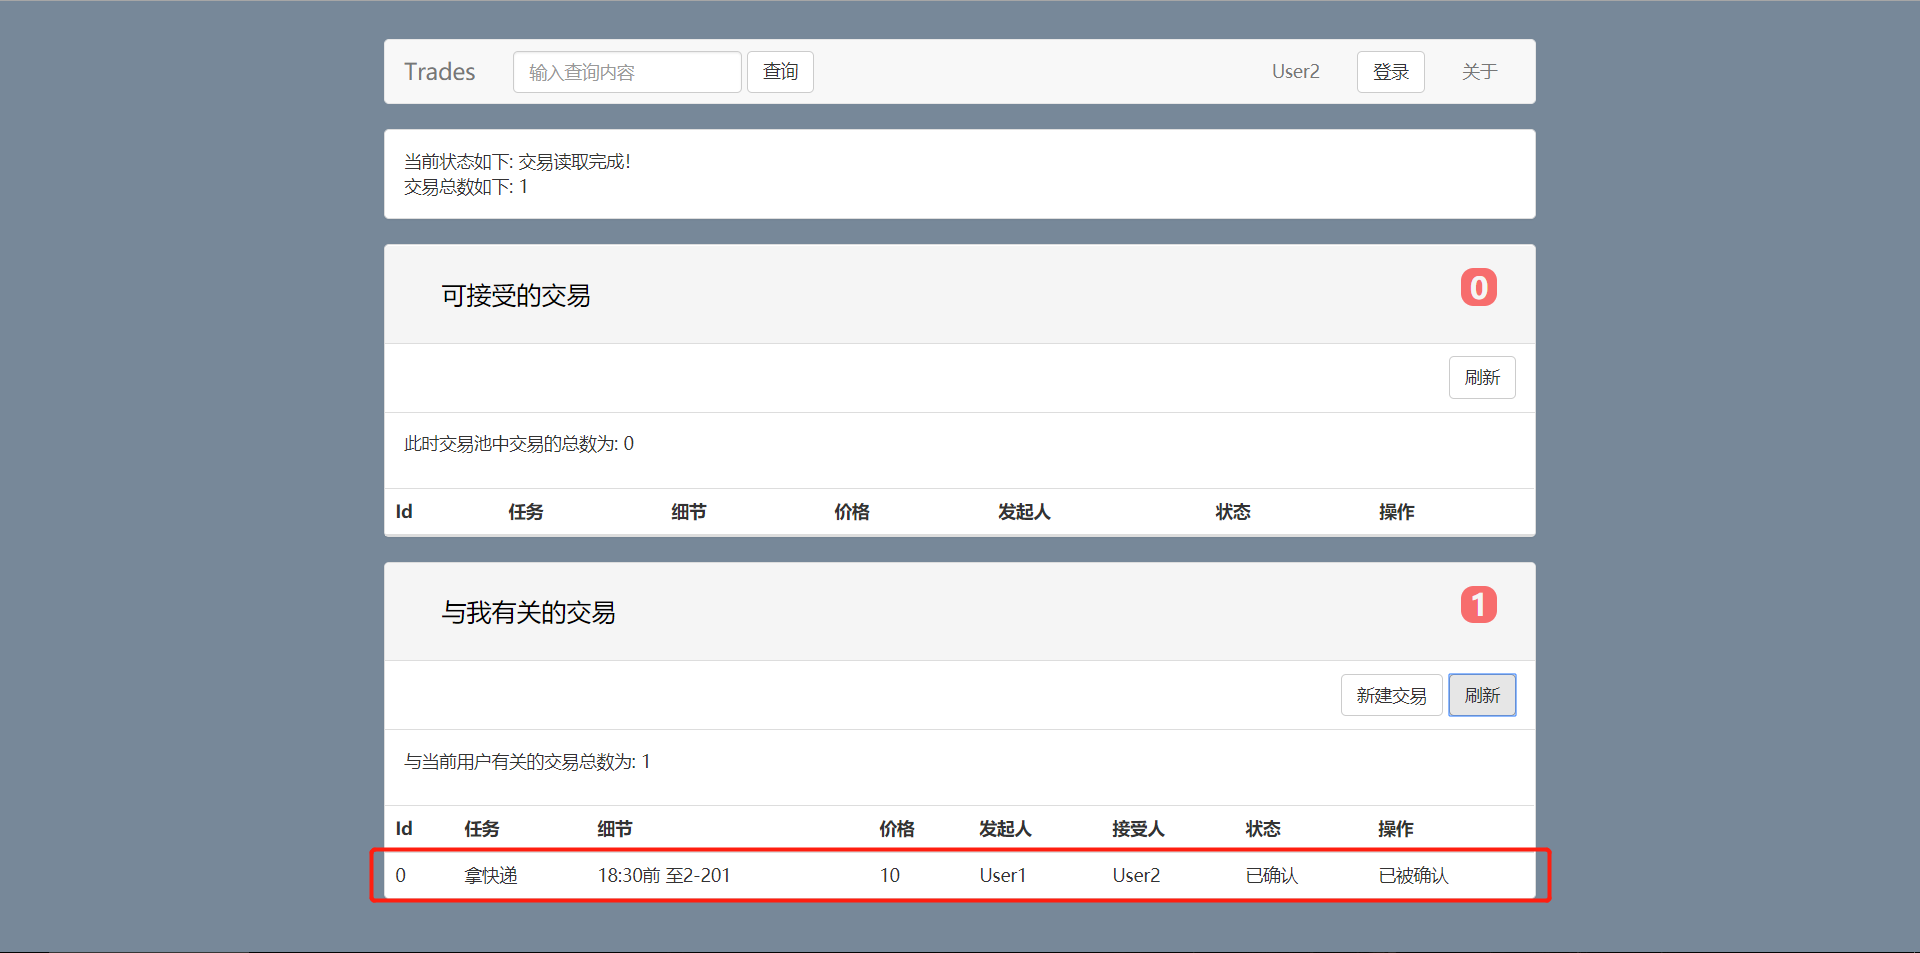 Trades 输入查询内容 查询 User2 登录 关于
当前状态如下: 交易读取完成!
交易总数如下: 1
可接受的交易 0
刷新
此时交易池中交易的总数为: 0
Id 任务 细节 价格 发起人 状态 操作
与我有关的交易 1
新建交易 刷新
与当前用户有关的交易总数为: 1
Id 任务 细节 价格 发起人 接受人 状态 操作
0 拿快递 18:30前 至2-201 10 User1 User2 已确认 已被确认